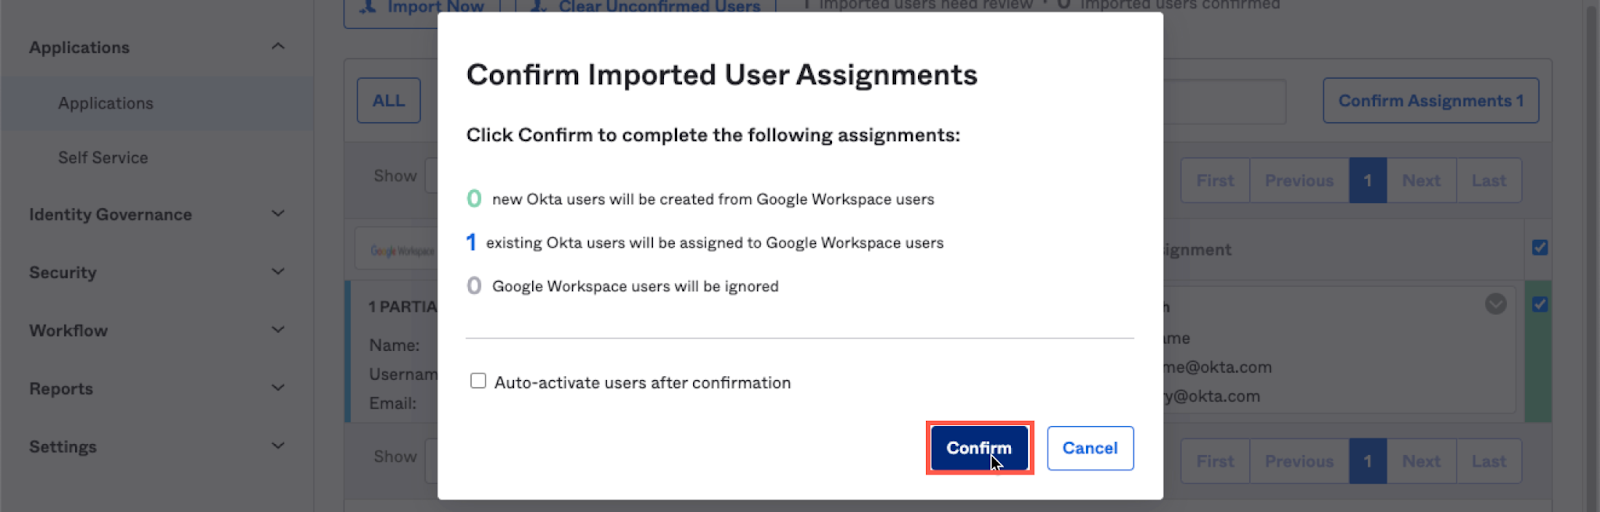 Import Now
Clear Unconfirmed Users
imported users need review • 0 imported users confirmed
Applications
Applications
Self Service
Identity Governance
Security
Workflow
Reports
Settings
ALL
Confirm Assignments 1
Show
First Previous 1 Next Last
Google Workspace
ignment
1 PARTIA
Name:
Usernam
Email:
h
me
me@okta.com
y@okta.com
Show
First Previous 1 Next Last
Confirm Imported User Assignments
Click Confirm to complete the following assignments:
0 new Okta users will be created from Google Workspace users
1 existing Okta users will be assigned to Google Workspace users
0 Google Workspace users will be ignored
Auto-activate users after confirmation
Confirm
Cancel